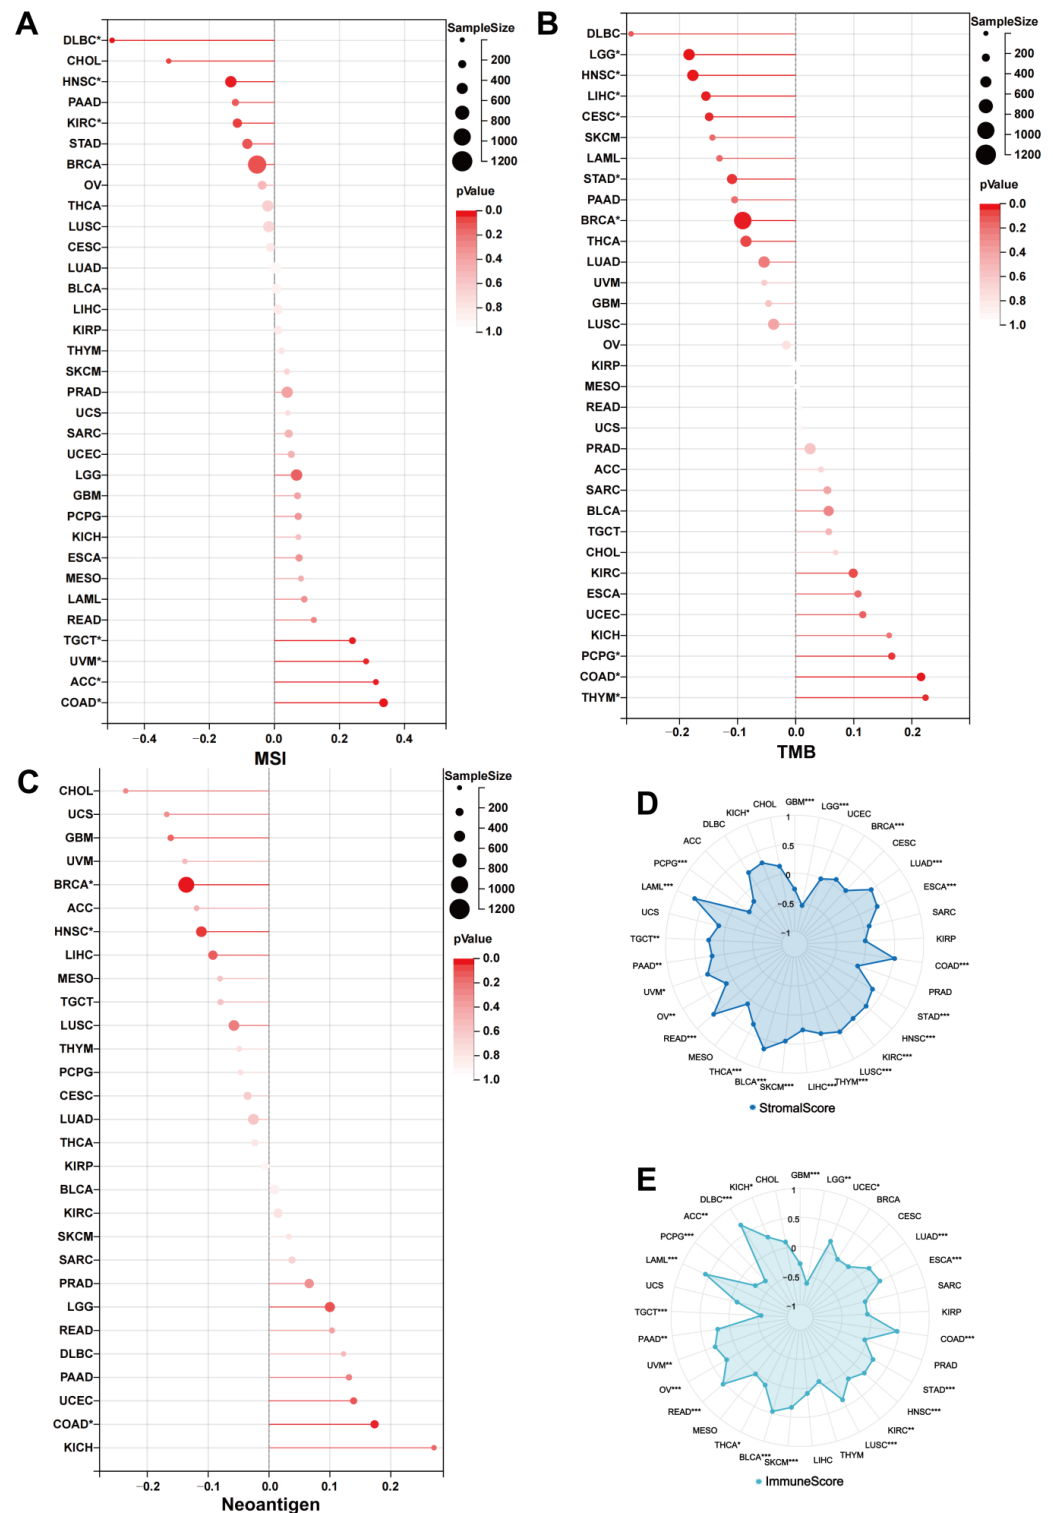 A
DLBC*
CHOL
HNSC*
PAAD
KIRC*
STAD
BRCA
OV
THCA
LUSC
CESC
LUAD
BLCA
LIHC
KIRP
THYM
SKCM
PRAD
UCS
SARC
UCEC
LGG
GBM
PCPG
KICH
ESCA
MESO
LAML
READ
TGCT*
UVM*
ACC*
COAD*
−0.4 −0.2 0.0 0.2 0.4
MSI
SampleSize
200
400
600
800
1000
1200
pValue
0.0
0.2
0.4
0.6
0.8
1.0
B
DLBC
LGG*
HNSC*
LIHC*
CESC*
SKCM
LAML
STAD*
PAAD
BRCA*
THCA
LUAD
UVM
GBM
LUSC
OV
KIRP
MESO
READ
UCS
PRAD
ACC
SARC
BLCA
TGCT
CHOL
KIRC
ESCA
UCEC
KICH
PCPG*
COAD*
THYM*
−0.2 −0.1 0.0 0.1 0.2
TMB
SampleSize
200
400
600
800
1000
1200
pValue
0.0
0.2
0.4
0.6
0.8
1.0
C
CHOL
UCS
GBM
UVM
BRCA*
ACC
HNSC*
LIHC
MESO
TGCT
LUSC
THYM
PCPG
CESC
LUAD
THCA
KIRP
BLCA
KIRC
SKCM
SARC
PRAD
LGG
READ
DLBC
PAAD
UCEC
COAD*
KICH
−0.2 −0.1 0.0 0.1 0.2
Neoantigen
SampleSize
200
400
600
800
1000
1200
pValue
0.0
0.2
0.4
0.6
0.8
1.0
D
GBM***
LGG***
UCEC
BRCA***
CESC
LUAD***
ESCA***
SARC
KIRP
COAD***
PRAD
STAD***
HNSC***
KIRC***
LUSC***
THYM***
LIHC***
SKCM***
BLCA***
THCA***
MESO
READ***
OV**
UVM*
PAAD**
TGCT**
UCS
LAML***
PCPG***
ACC
DLBC
KICH*
CHOL
1
0.5
0
−0.5
−1
StromalScore
E
GBM***
LGG**
UCEC*
BRCA
CESC
LUAD***
ESCA***
SARC
KIRP
COAD***
PRAD
STAD***
HNSC***
KIRC**
LUSC***
THYM
LIHC
SKCM***
BLCA***
THCA*
MESO
READ***
OV***
UVM**
PAAD**
TGCT***
UCS
LAML***
PCPG***
ACC**
DLBC***
KICH*
CHOL
1
0.5
0
−0.5
−1
ImmuneScore